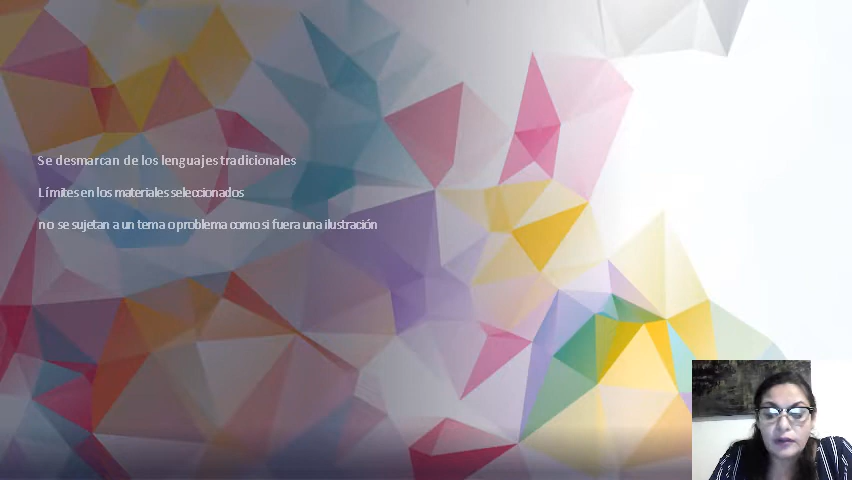 Se desmarcan de los lenguajes tradicionales
Límites en los materiales seleccionados
no se sujetan a un tema o problema como si fuera una ilustración